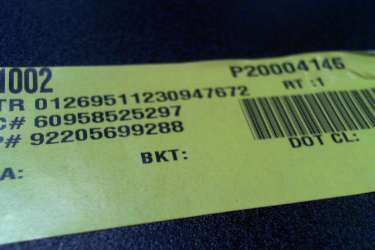 1002 P20004146
TR 01269511230947672 RT :1
C# 60958525297
P# 92205699288 DOT CL:
A: BKT: